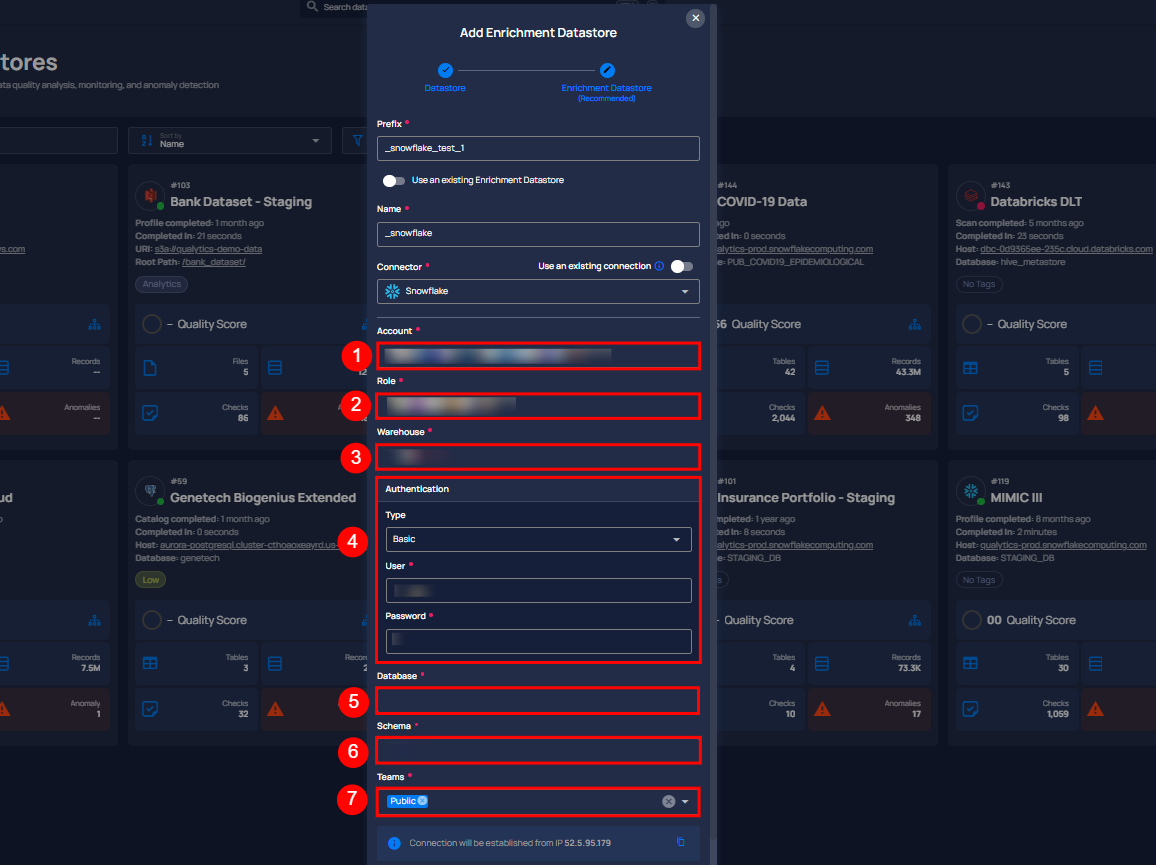 Search data
Add Enrichment Datastore
Datastore
Enrichment Datastore
(Recommended)
tores
ata quality analysis, monitoring, and anomaly detection
Sort by
Name
Prefix *
_snowflake_test_1
Use an existing Enrichment Datastore
Name *
_snowflake
Connector *
Use an existing connection
Snowflake
Account *
1
Role *
2
Warehouse *
3
Authentication
Type
4
Basic
User *
Password *
Database *
5
Schema *
6
Teams *
7
Public
Connection will be established from IP 52.5.95.179
ys.com
Records
—
Anomalies
—
#103
Bank Dataset - Staging
Profile completed: 1 month ago
Completed In: 21 seconds
URI: s3a://qualytics-demo-data
Root Path: /bank_dataset/
Analytics
– Quality Score
Files
5
12
Checks
86
#144
COVID-19 Data
ago
ed In: 0 seconds
alytics-prod.snowflakecomputing.com
e: PUB_COVID19_EPIDEMIOLOGICAL
56 Quality Score
Tables
42
Records
43.3M
Checks
2,044
Anomalies
348
#143
Databricks DLT
Scan completed: 5 months ago
Completed In: 23 seconds
Host: dbc-0d9365ee-235c.cloud.databricks.com
Database: hive_metastore
No Tags
– Quality Score
Tables
5
Checks
98
ud
o
Records
7.5M
Anomaly
1
#59
Genetech Biogenius Extended
Catalog completed: 1 month ago
Completed In: 0 seconds
Host: aurora-postgresql.cluster-cthoaoxeayrd.us-
Database: genetech
Low
– Quality Score
Tables
3
Recor
2
Checks
32
#101
Insurance Portfolio - Staging
mpleted: 1 year ago
ed In: 8 seconds
alytics-prod.snowflakecomputing.com
e: STAGING_DB
s
– Quality Score
Tables
4
Records
73.3K
Checks
10
Anomalies
17
#119
MIMIC III
Profile completed: 8 months ago
Completed In: 2 minutes
Host: qualytics-prod.snowflakecomputing.com
Database: STAGING_DB
No Tags
00 Quality Score
Tables
30
Checks
1,059